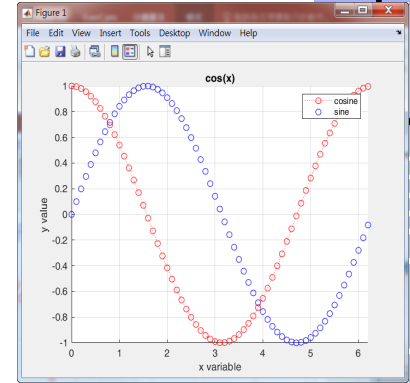 Figure 1
File Edit View Insert Tools Desktop Window Help
cos(x)
cosine
sine
1
0.8
0.6
0.4
0.2
0
-0.2
-0.4
-0.6
-0.8
-1
y value
0 1 2 3 4 5 6
x variable